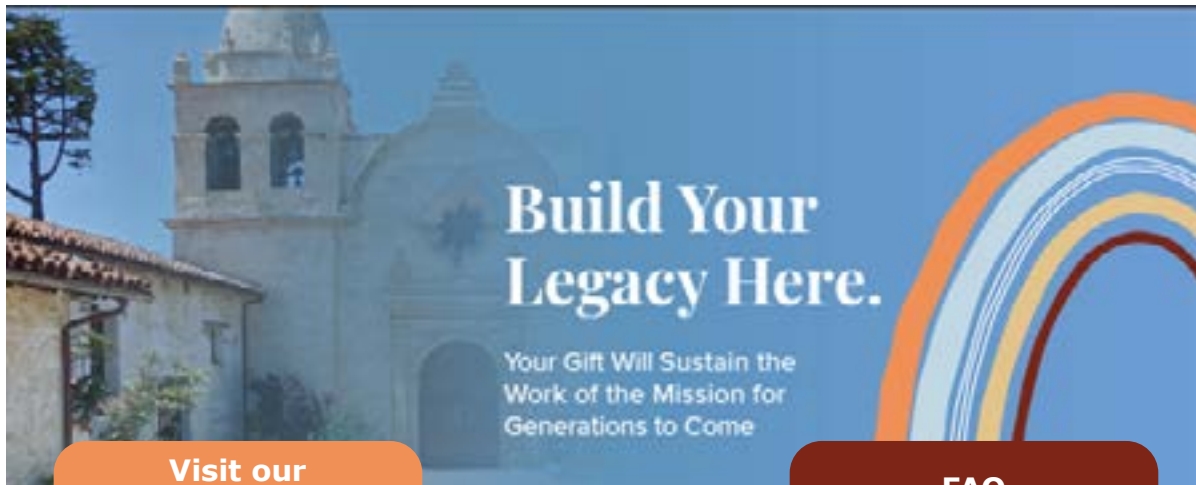 Build Your
Legacy Here.
Your Gift Will Sustain the
Work of the Mission for
Generations to Come
Visit our
FAQ